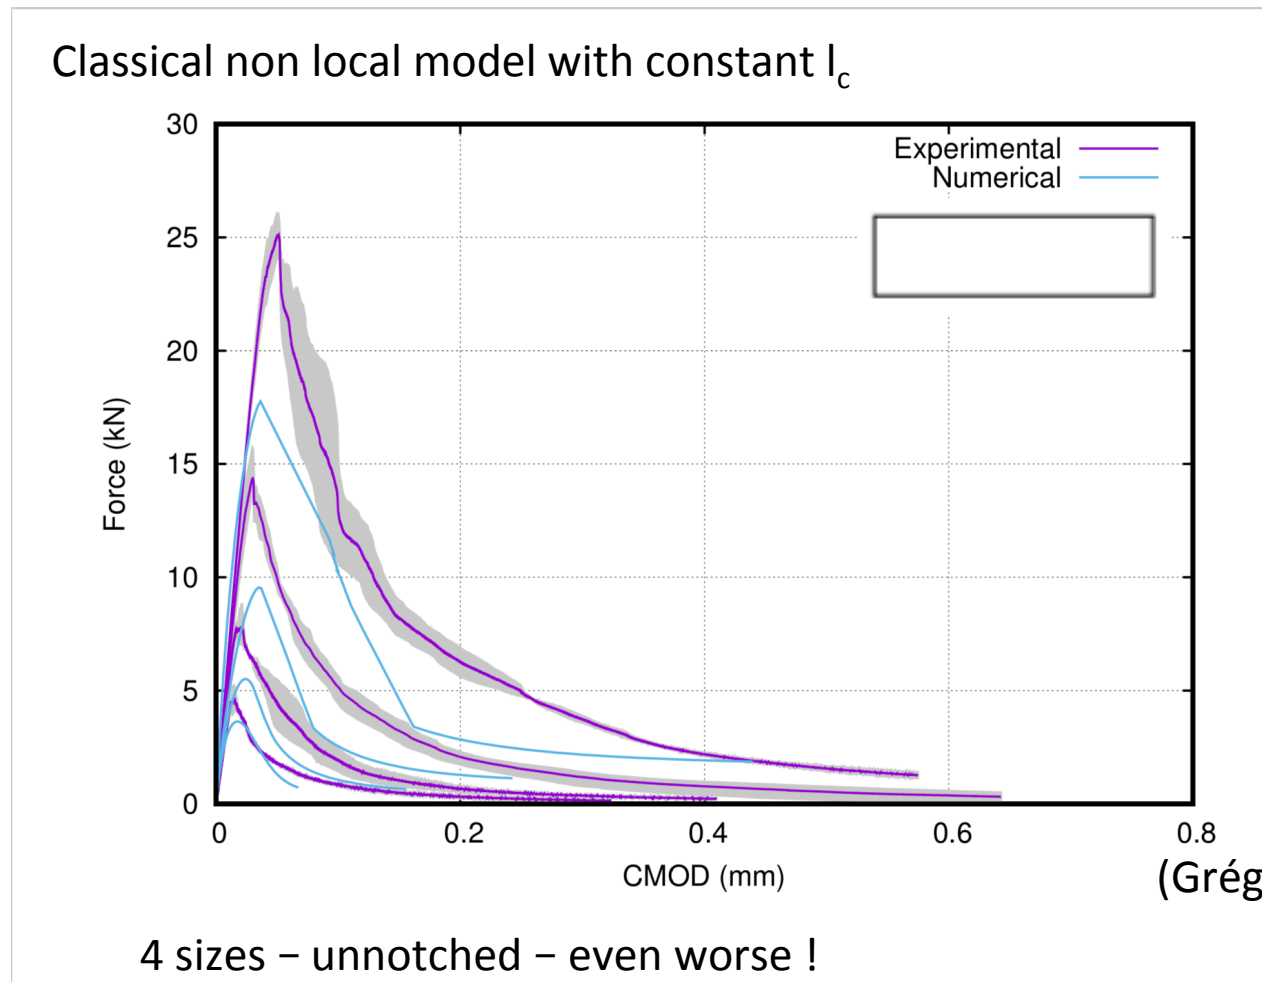 Classical non local model with constant lc
30
25
20
15
10
5
0
Force (kN)
Experimental
Numerical
0 0.2 0.4 0.6 0.8
CMOD (mm)
(Grég
4 sizes – unnotched – even worse !